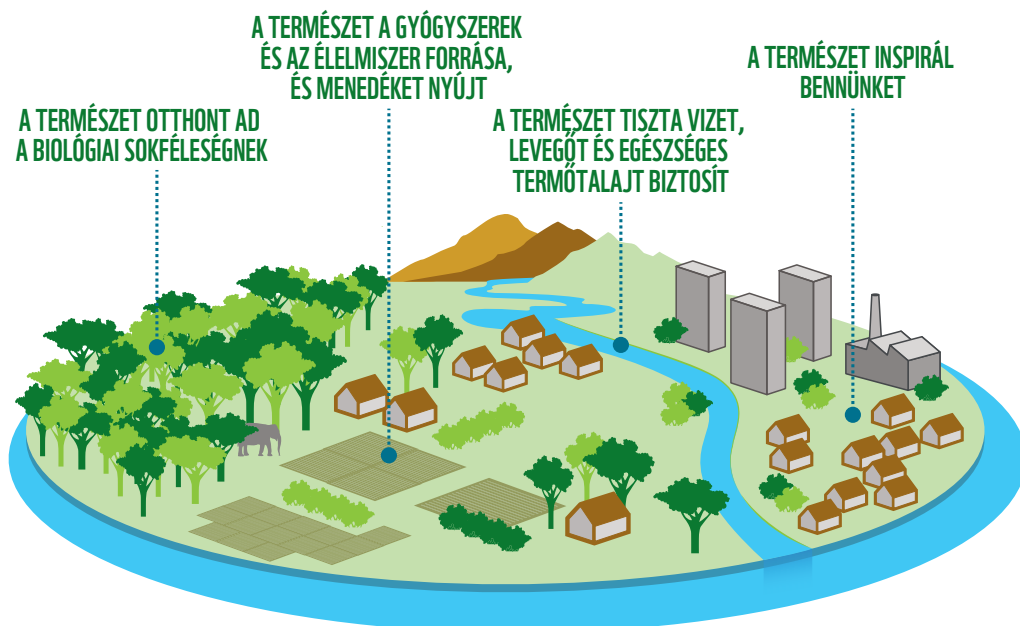 A TERMÉSZET OTTHONT AD
A BIOLÓGIAI SOKFÉLESÉGNEK
A TERMÉSZET A GYÓGYSZEREK
ÉS AZ ÉLELMISZER FORRÁSA,
ÉS MENEDÉKET NYÚJT
A TERMÉSZET TISZTA VIZET,
LEVEGŐT ÉS EGÉSZSÉGES
TERMŐTALAJT BIZTOSÍT
A TERMÉSZET INSPIRÁL
BENNÜNKET